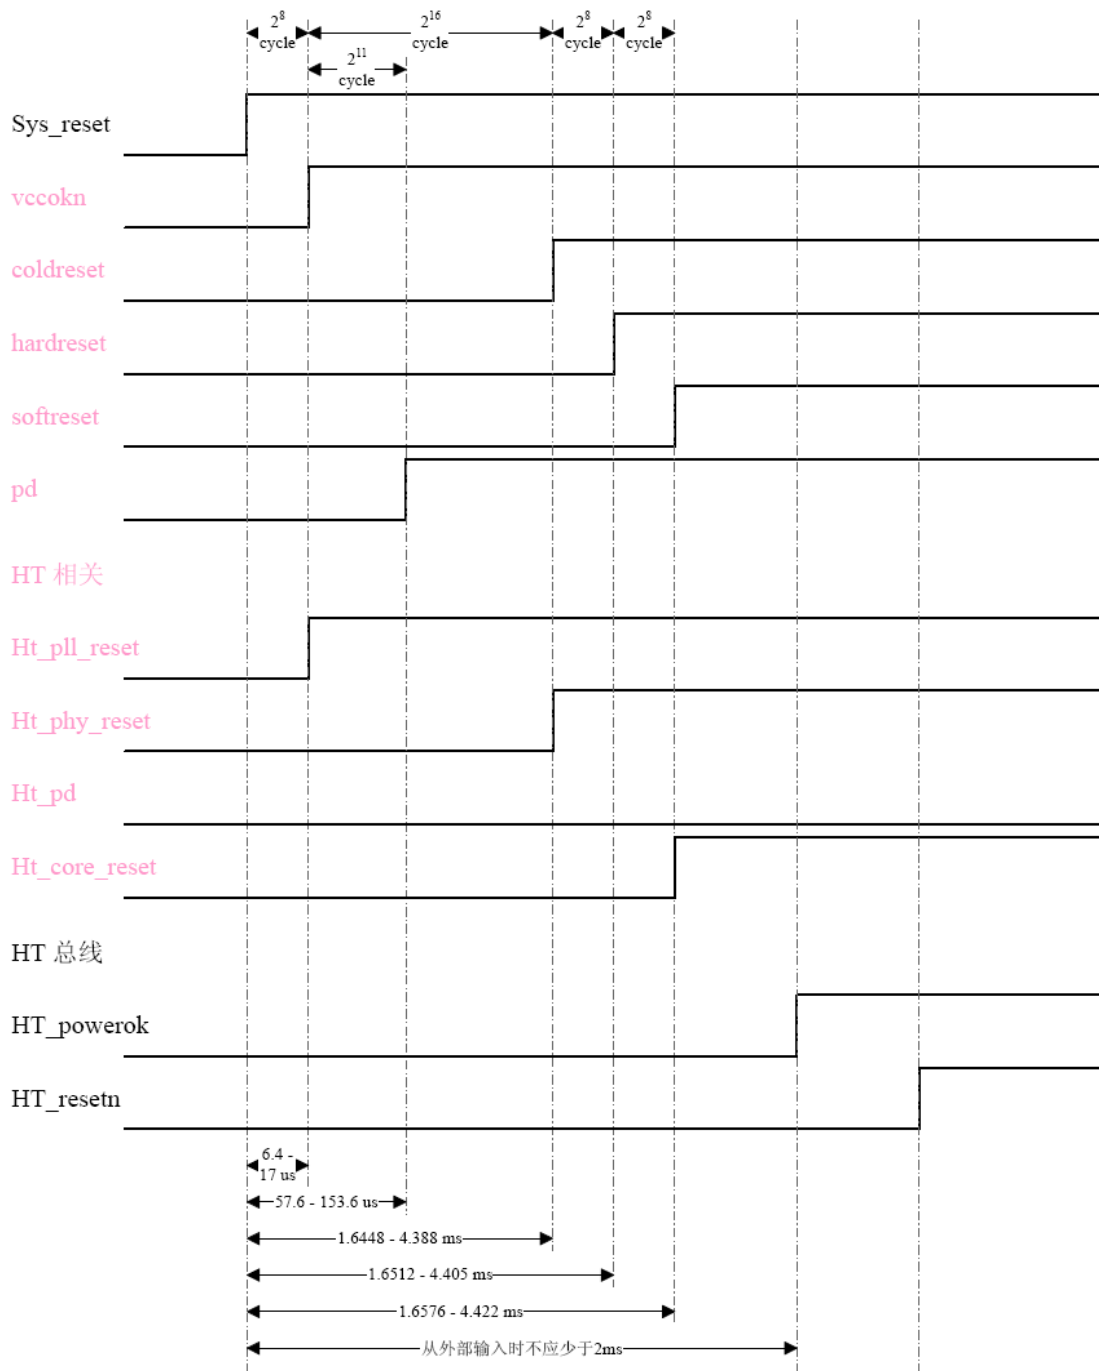 2^8 cycle
2^16 cycle
2^8 cycle
2^8 cycle
2^11 cycle
Sys_reset
vccokn
coldreset
hardreset
softreset
pd
HT 相关
Ht_pll_reset
Ht_phy_reset
Ht_pd
Ht_core_reset
HT 总线
HT_powerok
HT_resetn
6.4 -
17 us
57.6 - 153.6 us
1.6448 - 4.388 ms
1.6512 - 4.405 ms
1.6576 - 4.422 ms
从外部输入时不应少于2ms